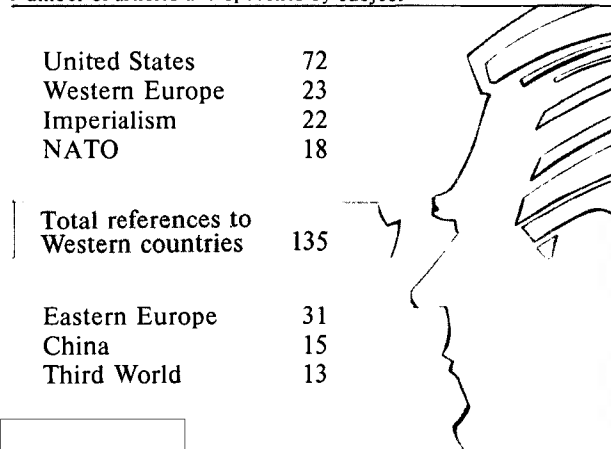 United States 72
Western Europe 23
Imperialism 22
NATO 18
Total references to
Western countries 135
Eastern Europe 31
China 15
Third World 13